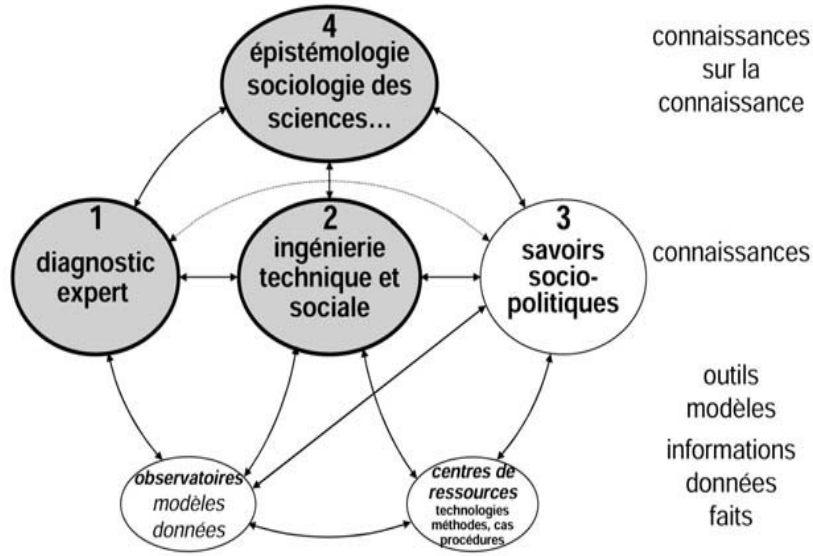 4
épistémologie
sociologie des
sciences...
connaissances
sur la
connaissance
1
diagnostic
expert
2
ingénierie
technique et
sociale
3
savoirs
socio-
politiques
connaissances
outils
modèles
informations
données
faits
observatoires
modèles
données
centres de
ressources
technologies
méthodes, cas
procédures